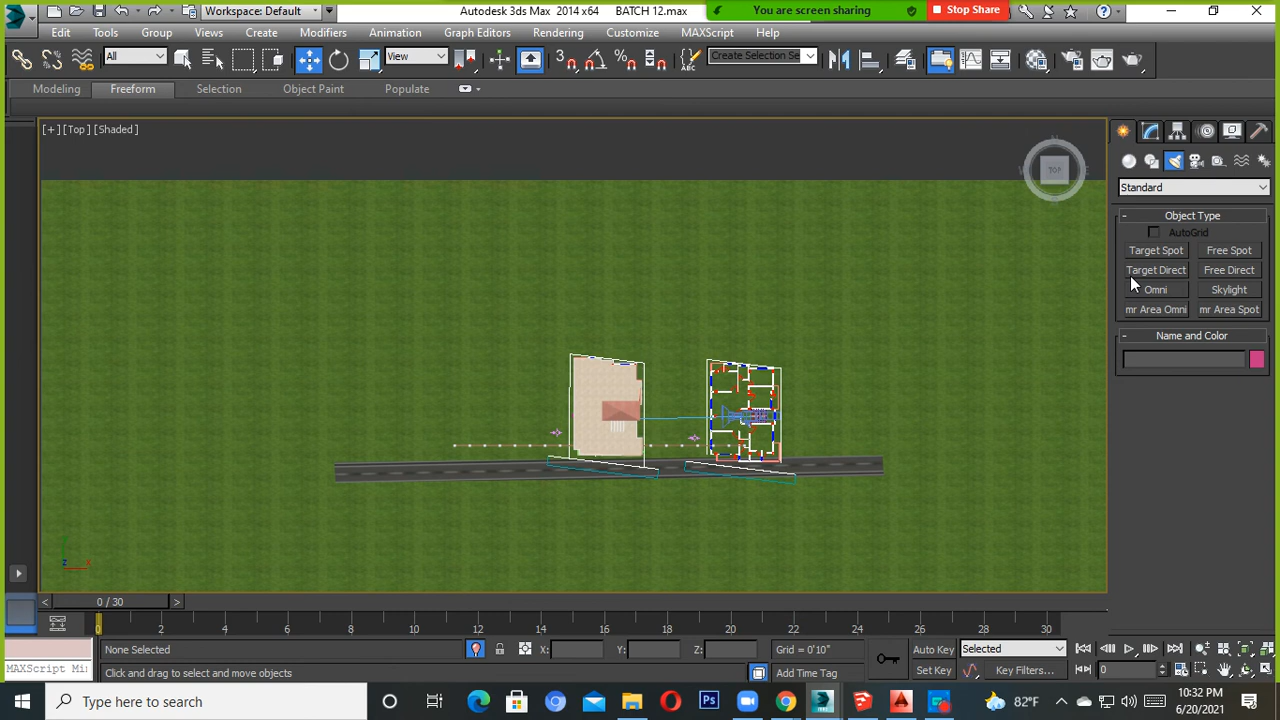 Workspace: Default
Autodesk 3ds Max 2014 x64 BATCH 12.max
You are screen sharing
Stop Share
Edit Tools Group Views Create Modifiers Animation Graph Editors Rendering Customize MAXScript Help
All
View
3
Create Selection Se
Modeling Freeform Selection Object Paint Populate
[+] [Top] [Shaded]
TOP
Standard
Object Type
AutoGrid
Target Spot Free Spot
Target Direct Free Direct
Omni Skylight
mr Area Omni mr Area Spot
Name and Color
z x
< 0 / 30 >
0 2 4 6 8 10 12 14 16 18 20 22 24 26 28 30
None Selected
X: Y: Z:
Grid = 0'10"
Auto Key
Selected
MAXScript Mi
Click and drag to select and move objects
Add Time Tag
Set Key
Key Filters...
0
Type here to search
82°F
10:32 PM
6/20/2021